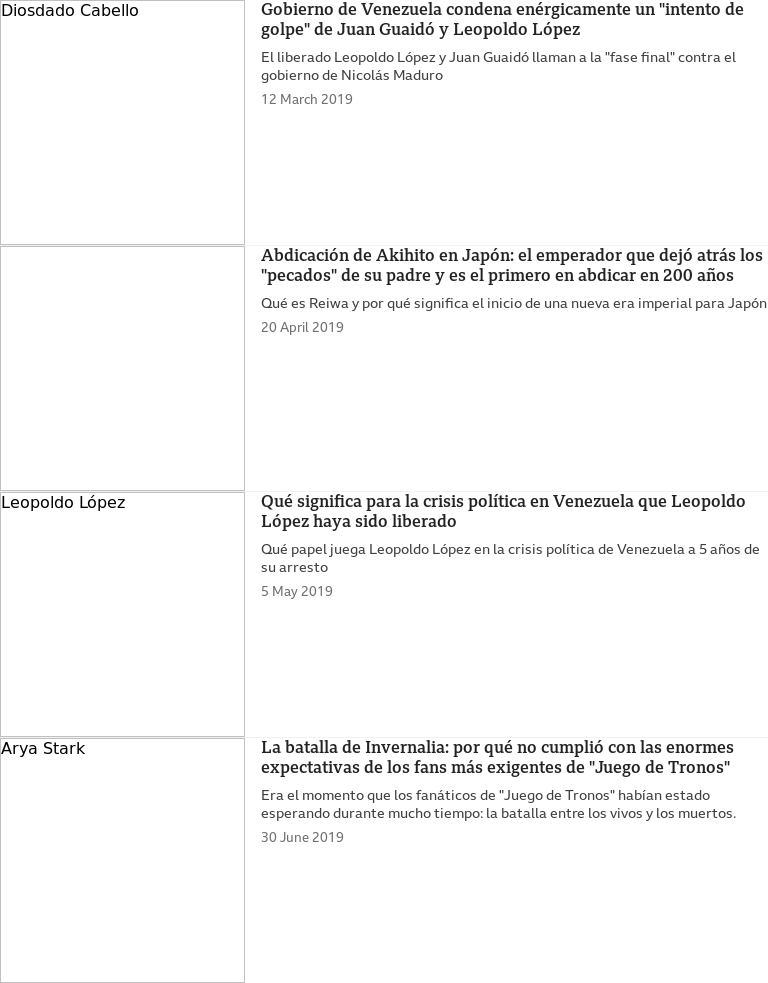 Diosdado Cabello
Gobierno de Venezuela condena enérgicamente un "intento de
golpe" de Juan Guaidó y Leopoldo López
El liberado Leopoldo López y Juan Guaidó llaman a la "fase final" contra el
gobierno de Nicolás Maduro
12 March 2019
Abdicación de Akihito en Japón: el emperador que dejó atrás los
"pecados" de su padre y es el primero en abdicar en 200 años
Qué es Reiwa y por qué significa el inicio de una nueva era imperial para Japón
20 April 2019
Leopoldo López
Qué significa para la crisis política en Venezuela que Leopoldo
López haya sido liberado
Qué papel juega Leopoldo López en la crisis política de Venezuela a 5 años de
su arresto
5 May 2019
Arya Stark
La batalla de Invernalia: por qué no cumplió con las enormes
expectativas de los fans más exigentes de "Juego de Tronos"
Era el momento que los fanáticos de "Juego de Tronos" habían estado
esperando durante mucho tiempo: la batalla entre los vivos y los muertos.
30 June 2019